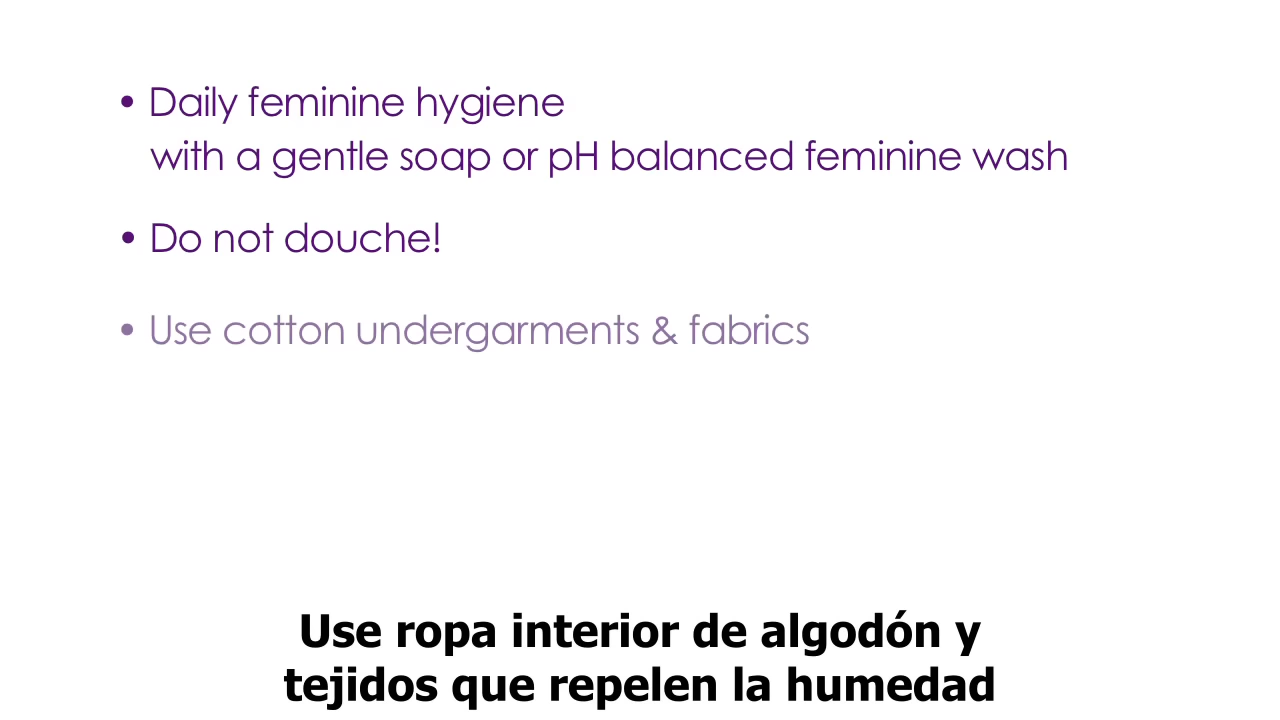 • Daily feminine hygiene
with a gentle soap or pH balanced feminine wash
• Do not douche!
• Use cotton undergarments & fabrics
Use ropa interior de algodón y
tejidos que repelen la humedad